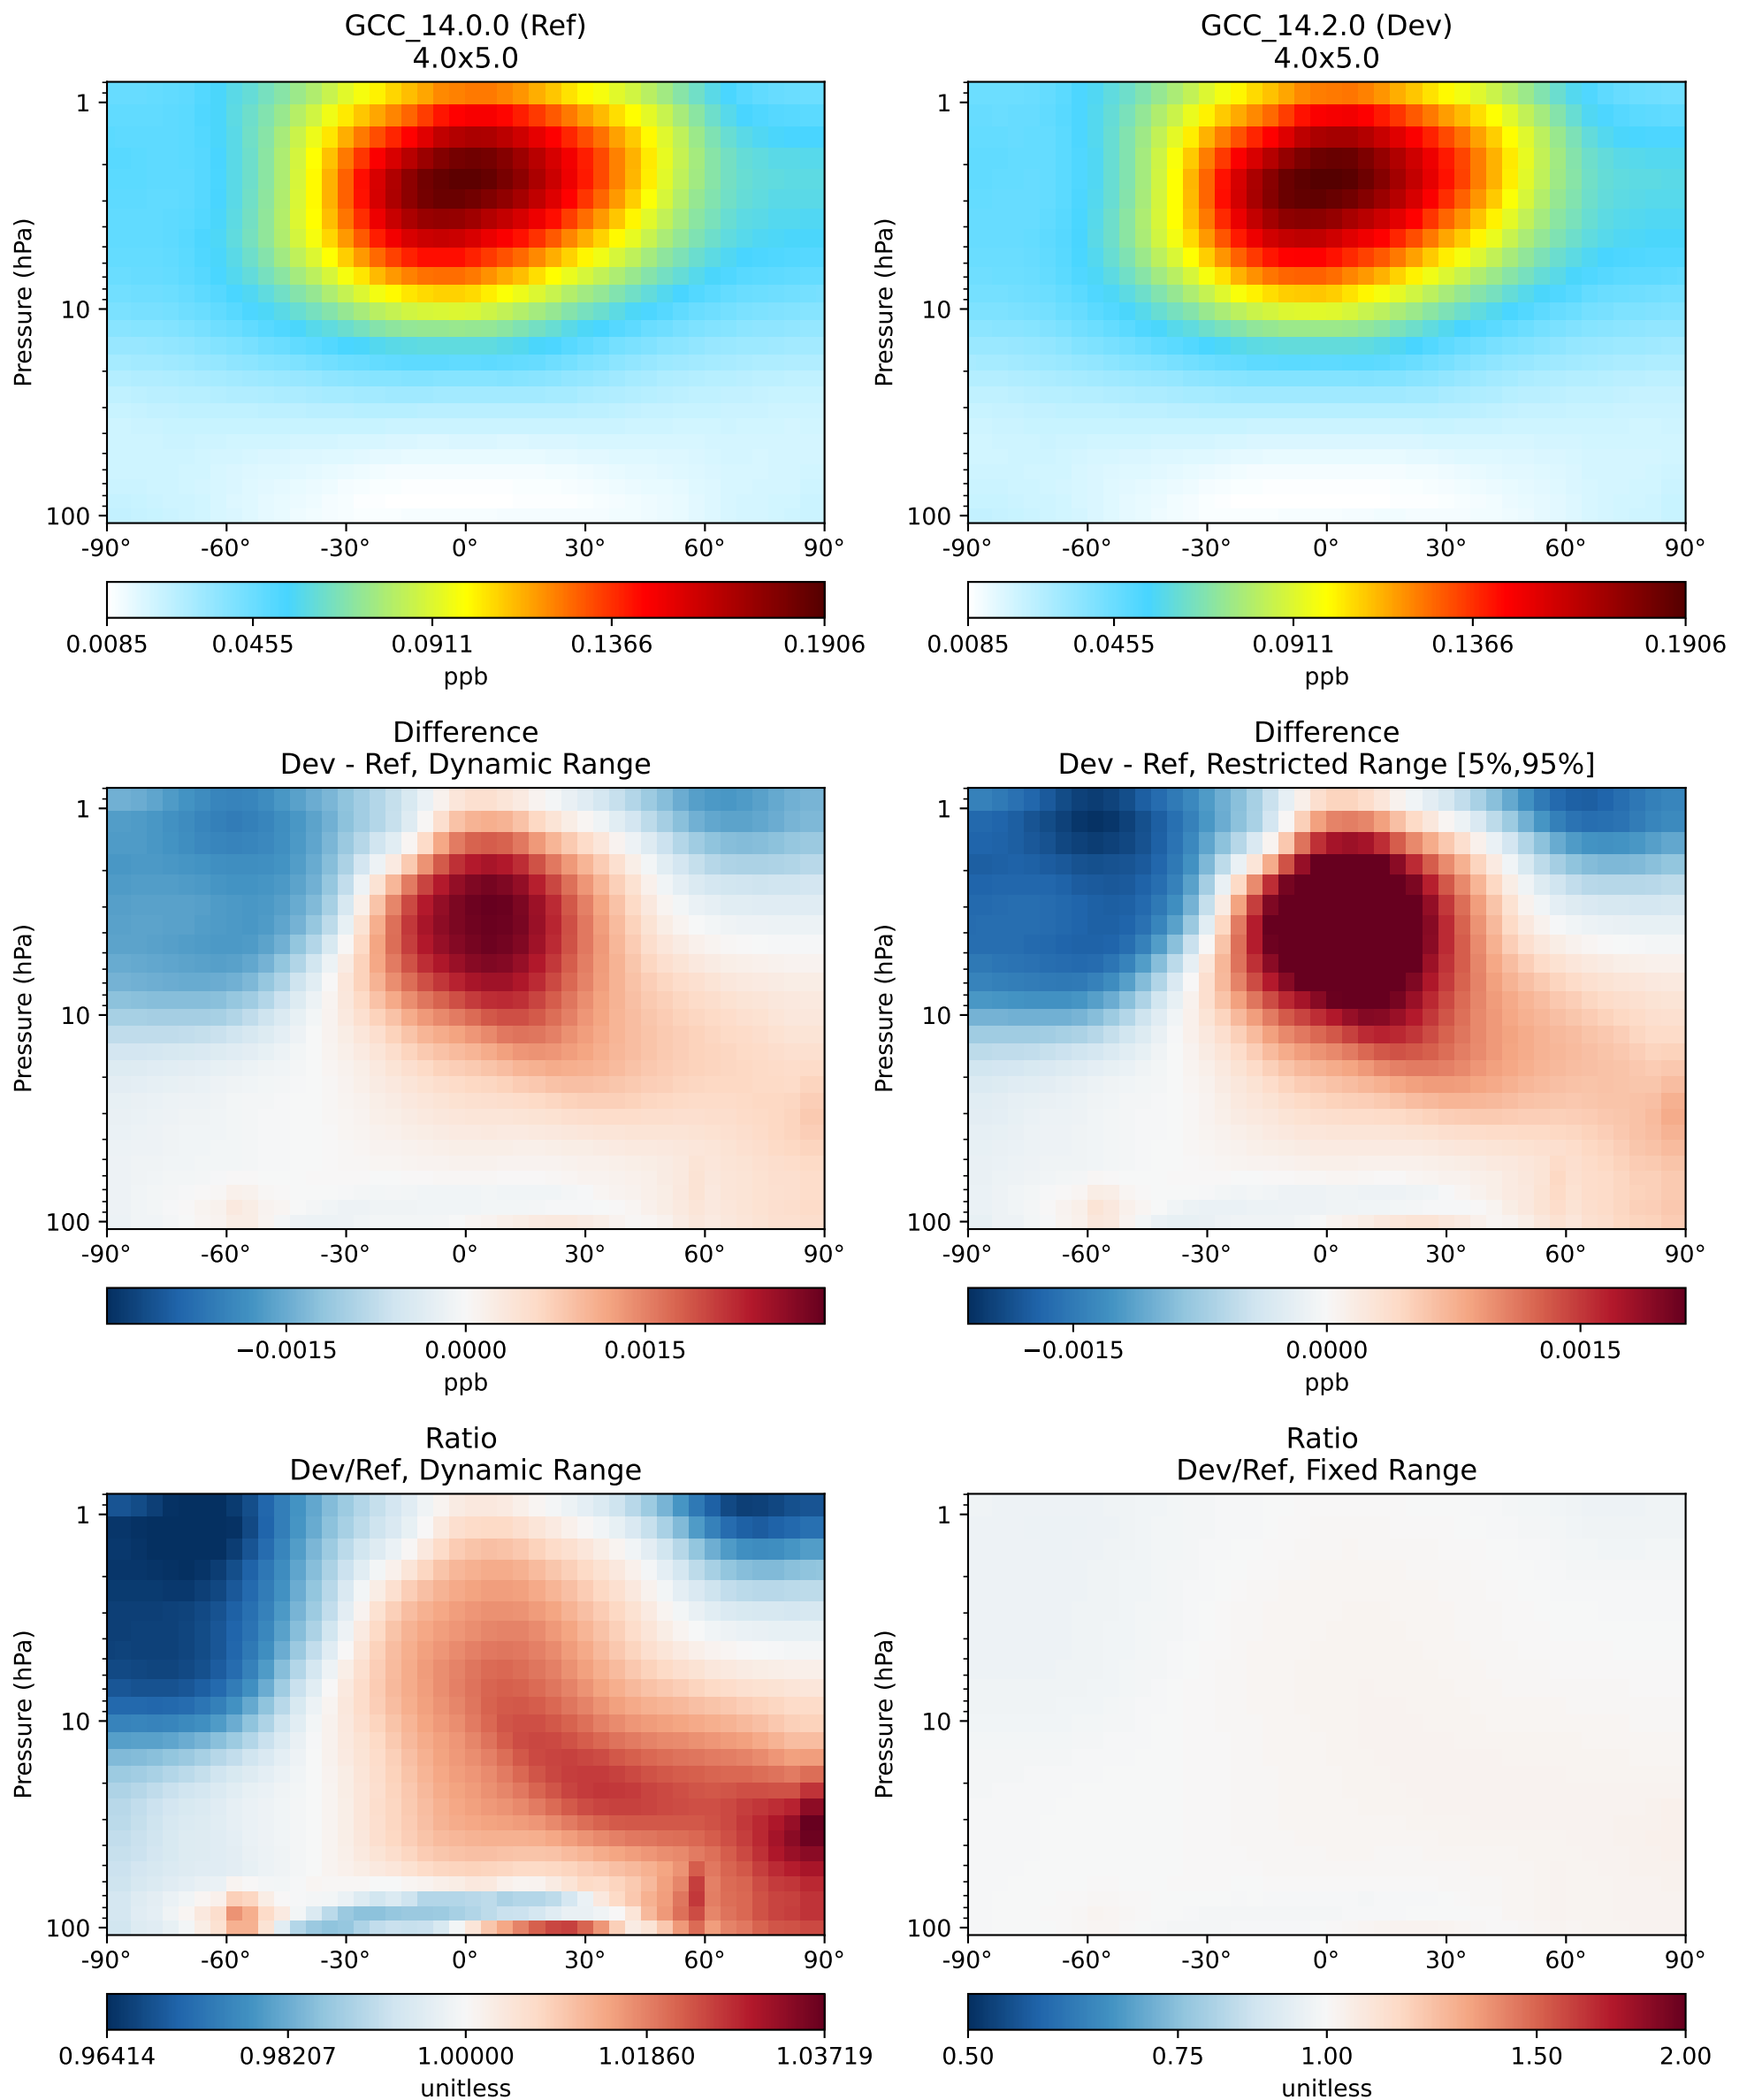 GCC_14.0.0 (Ref)
4.0x5.0
GCC_14.2.0 (Dev)
4.0x5.0
Pressure (hPa)
1
10
100
-90° -60° -30° 0° 30° 60° 90°
0.0085 0.0455 0.0911 0.1366 0.1906
ppb
Pressure (hPa)
1
10
100
-90° -60° -30° 0° 30° 60° 90°
0.0085 0.0455 0.0911 0.1366 0.1906
ppb
Difference
Dev - Ref, Dynamic Range
Pressure (hPa)
1
10
100
-90° -60° -30° 0° 30° 60° 90°
−0.0015 0.0000 0.0015
ppb
Difference
Dev - Ref, Restricted Range [5%,95%]
Pressure (hPa)
1
10
100
-90° -60° -30° 0° 30° 60° 90°
−0.0015 0.0000 0.0015
ppb
Ratio
Dev/Ref, Dynamic Range
Pressure (hPa)
1
10
100
-90° -60° -30° 0° 30° 60° 90°
0.96414 0.98207 1.00000 1.01860 1.03719
unitless
Ratio
Dev/Ref, Fixed Range
Pressure (hPa)
1
10
100
-90° -60° -30° 0° 30° 60° 90°
0.50 0.75 1.00 1.50 2.00
unitless